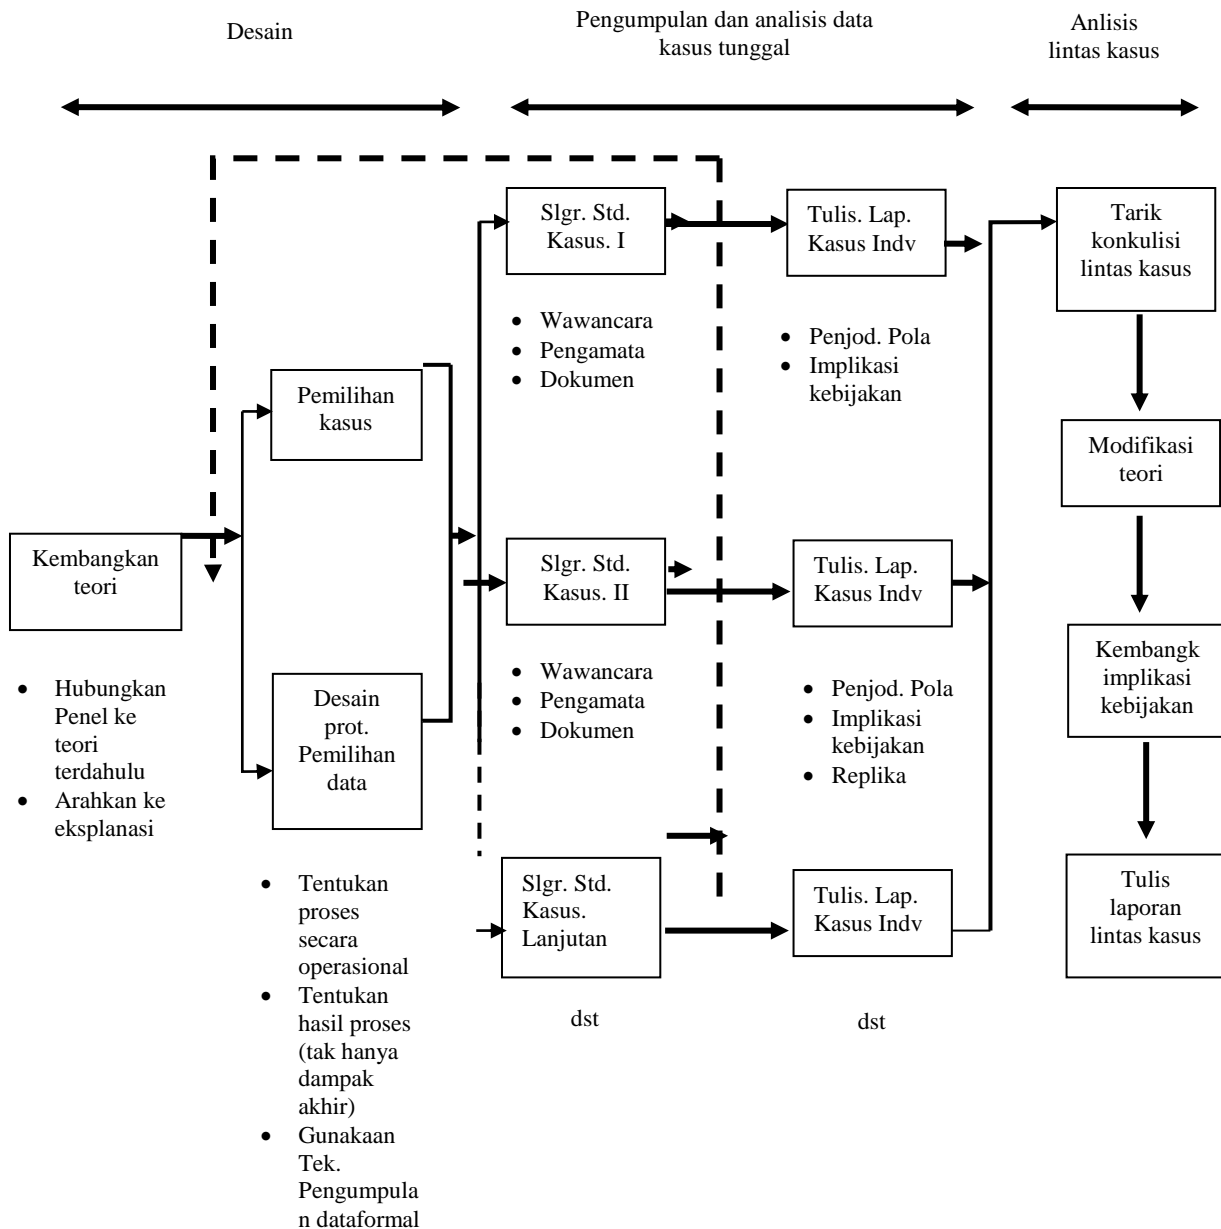 Desain
Pengumpulan dan analisis data
kasus tunggal
Anlisis
lintas kasus
Kembangkan
teori
• Hubungkan
Penel ke
teori
terdahulu
• Arahkan ke
eksplanasi
Pemilihan
kasus
Desain
prot.
Pemilihan
data
• Tentukan
proses
secara
operasional
• Tentukan
hasil proses
(tak hanya
dampak
akhir)
• Gunakaan
Tek.
Pengumpula
n dataformal
Slgr. Std.
Kasus. I
• Wawancara
• Pengamata
• Dokumen
Slgr. Std.
Kasus. II
• Wawancara
• Pengamata
• Dokumen
Slgr. Std.
Kasus.
Lanjutan
dst
Tulis. Lap.
Kasus Indv
• Penjod. Pola
• Implikasi
kebijakan
Tulis. Lap.
Kasus Indv
• Penjod. Pola
• Implikasi
kebijakan
• Replika
Tulis. Lap.
Kasus Indv
dst
Tarik
konkulisi
lintas kasus
Modifikasi
teori
Kembangk
implikasi
kebijakan
Tulis
laporan
lintas kasus